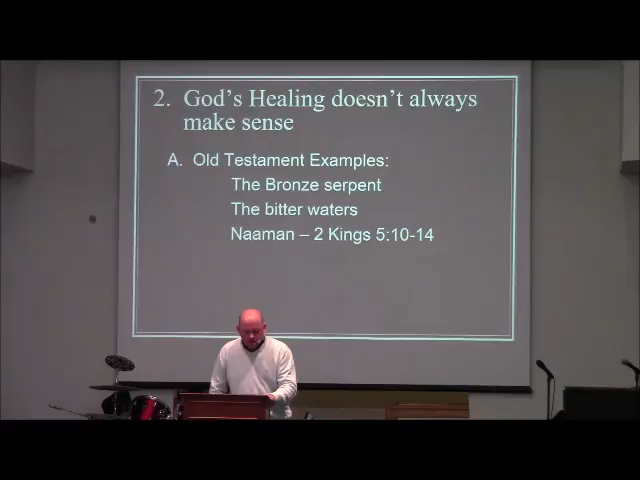 2. God's Healing doesn't always
make sense
A. Old Testament Examples:
The Bronze serpent
The bitter waters
Naaman – 2 Kings 5:10-14